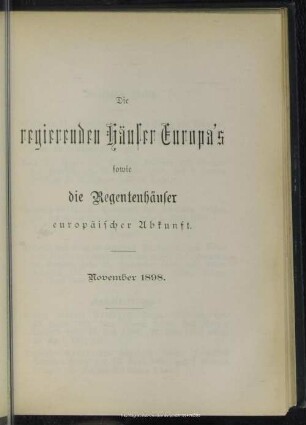 Die
regierenden Häuser Europa's
sowie
die Regentenhäuser
europäischer Abkunft.
November 1898.